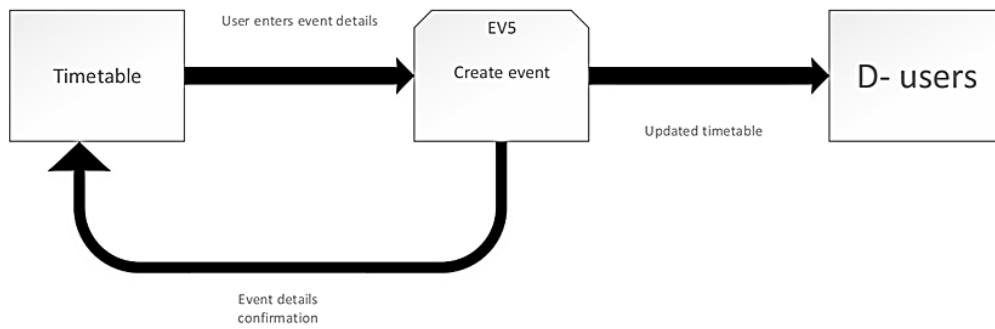 User enters event details
EV5
Timetable
Create event
D- users
Updated timetable
Event details
confirmation